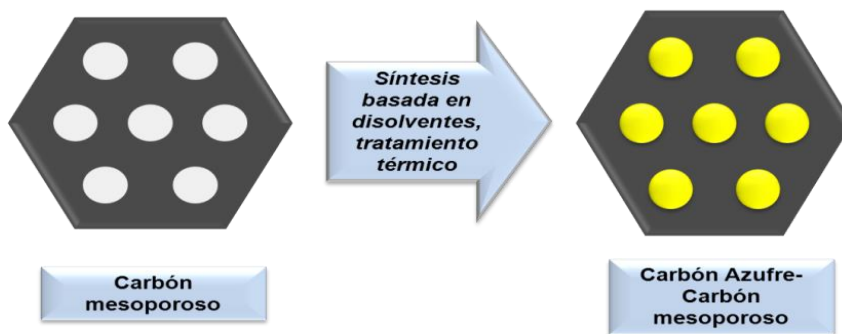 Síntesis
basada en
disolventes,
tratamiento
térmico
Carbón
mesoporoso
Carbón Azufre-
Carbón
mesoporoso